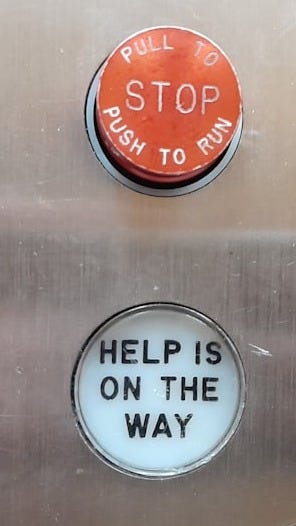 PULL TO
STOP
PUSH TO RUN
HELP IS
ON THE
WAY